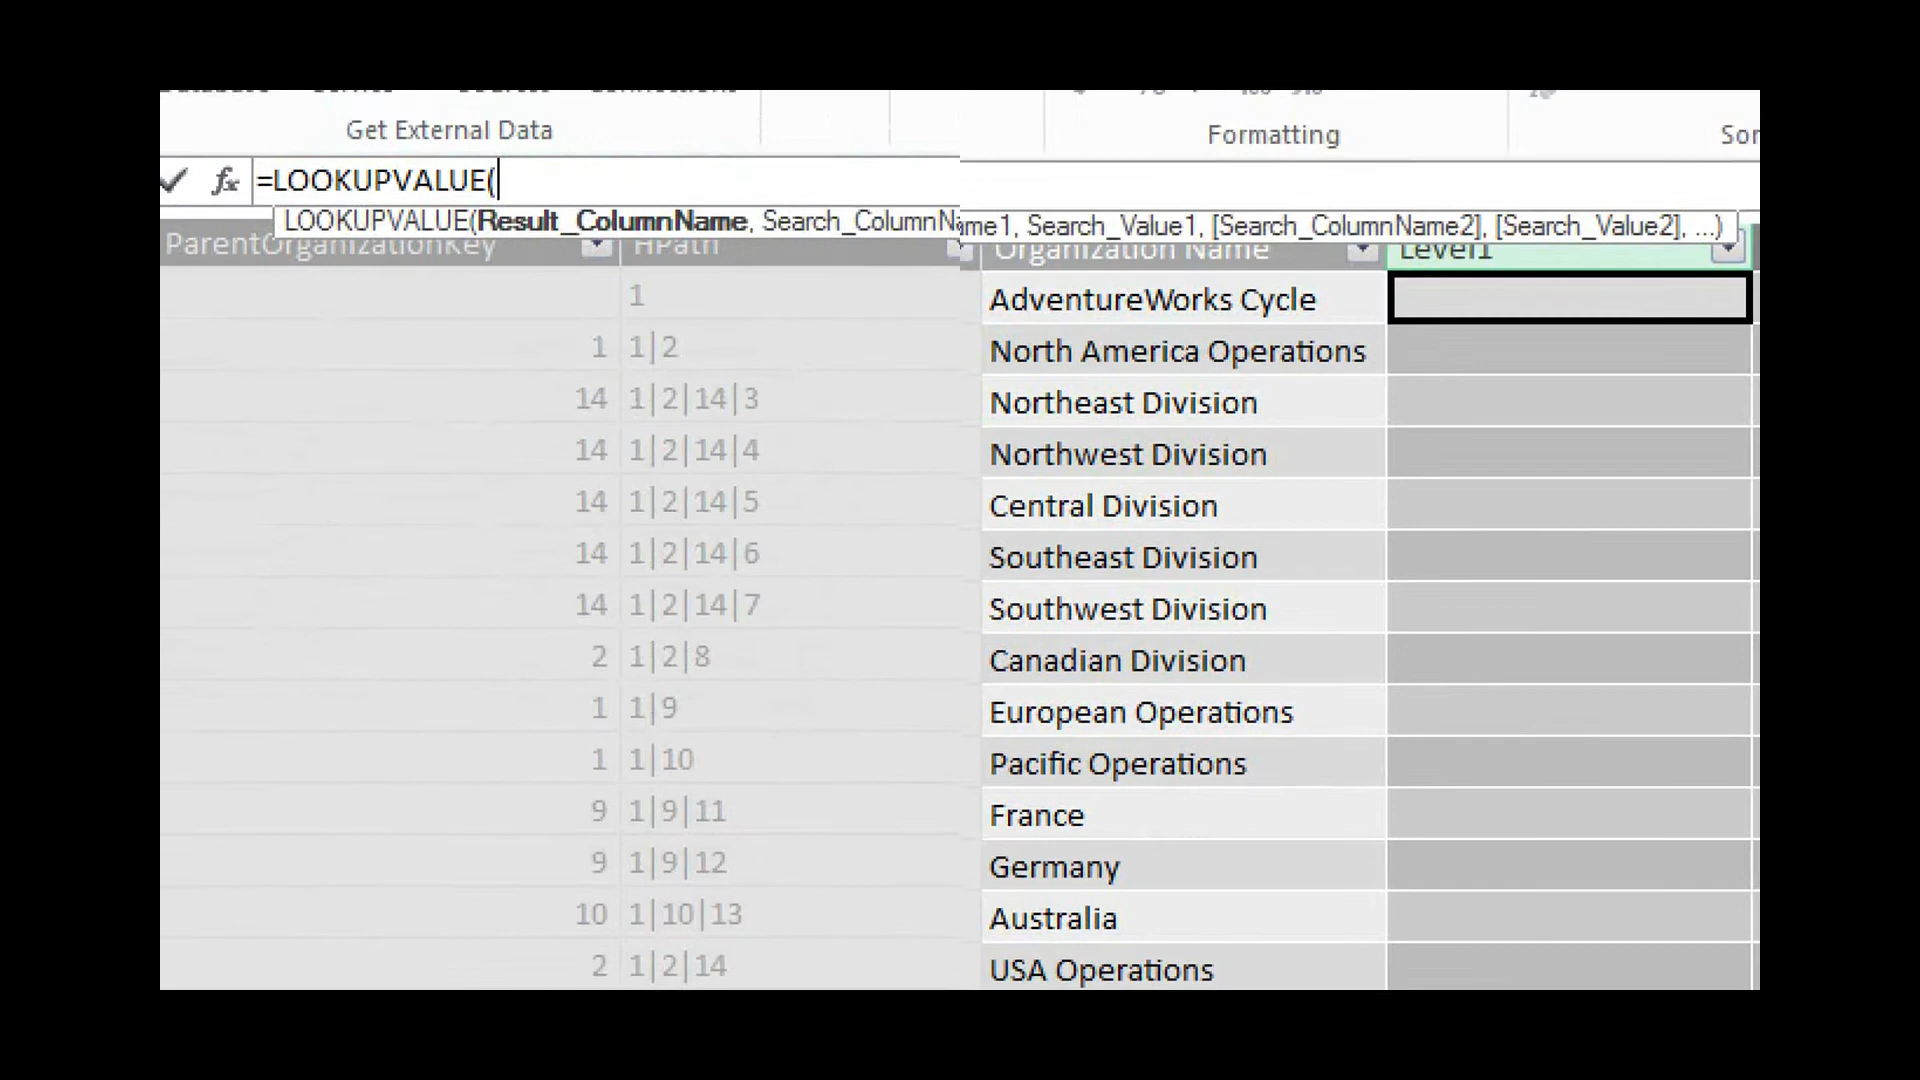 Get External Data
Formatting
Sor
=LOOKUPVALUE(
LOOKUPVALUE(Result_ColumnName, Search_ColumnName1, Search_Value1, [Search_ColumnName2], [Search_Value2], ...)
ParentOrganizationKey HPath Organization Name Level1
1 AdventureWorks Cycle
1 1|2 North America Operations
14 1|2|14|3 Northeast Division
14 1|2|14|4 Northwest Division
14 1|2|14|5 Central Division
14 1|2|14|6 Southeast Division
14 1|2|14|7 Southwest Division
2 1|2|8 Canadian Division
1 1|9 European Operations
1 1|10 Pacific Operations
9 1|9|11 France
9 1|9|12 Germany
10 1|10|13 Australia
2 1|2|14 USA Operations